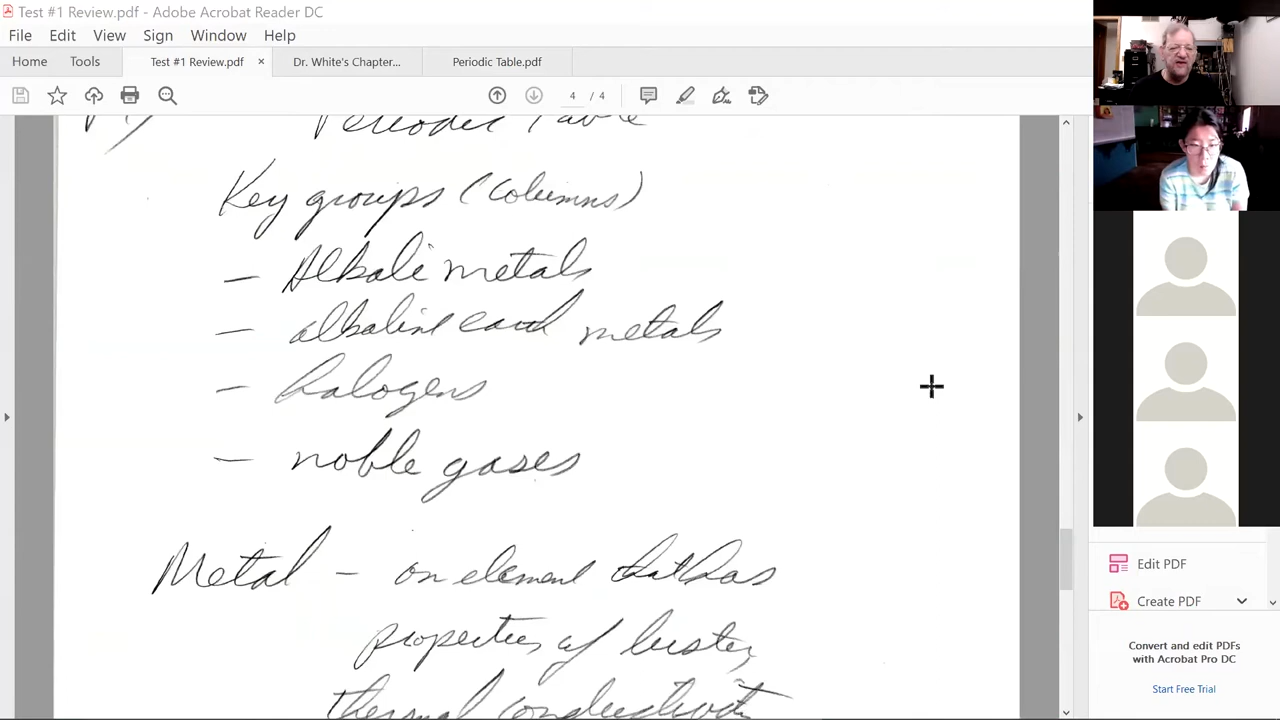 Test #1 Review.pdf - Adobe Acrobat Reader DC
File Edit View Sign Window Help
Home Tools Test #1 Review.pdf × Dr. White's Chapter... Periodic Table.pdf
4 / 4
Periodic Table
Key groups (columns)
- Alkali metals
- alkaline earth metals
- halogens
- noble gases
Metal - an element that has
properties of luster,
thermal conductivity
Edit PDF
Create PDF
Convert and edit PDFs
with Acrobat Pro DC
Start Free Trial